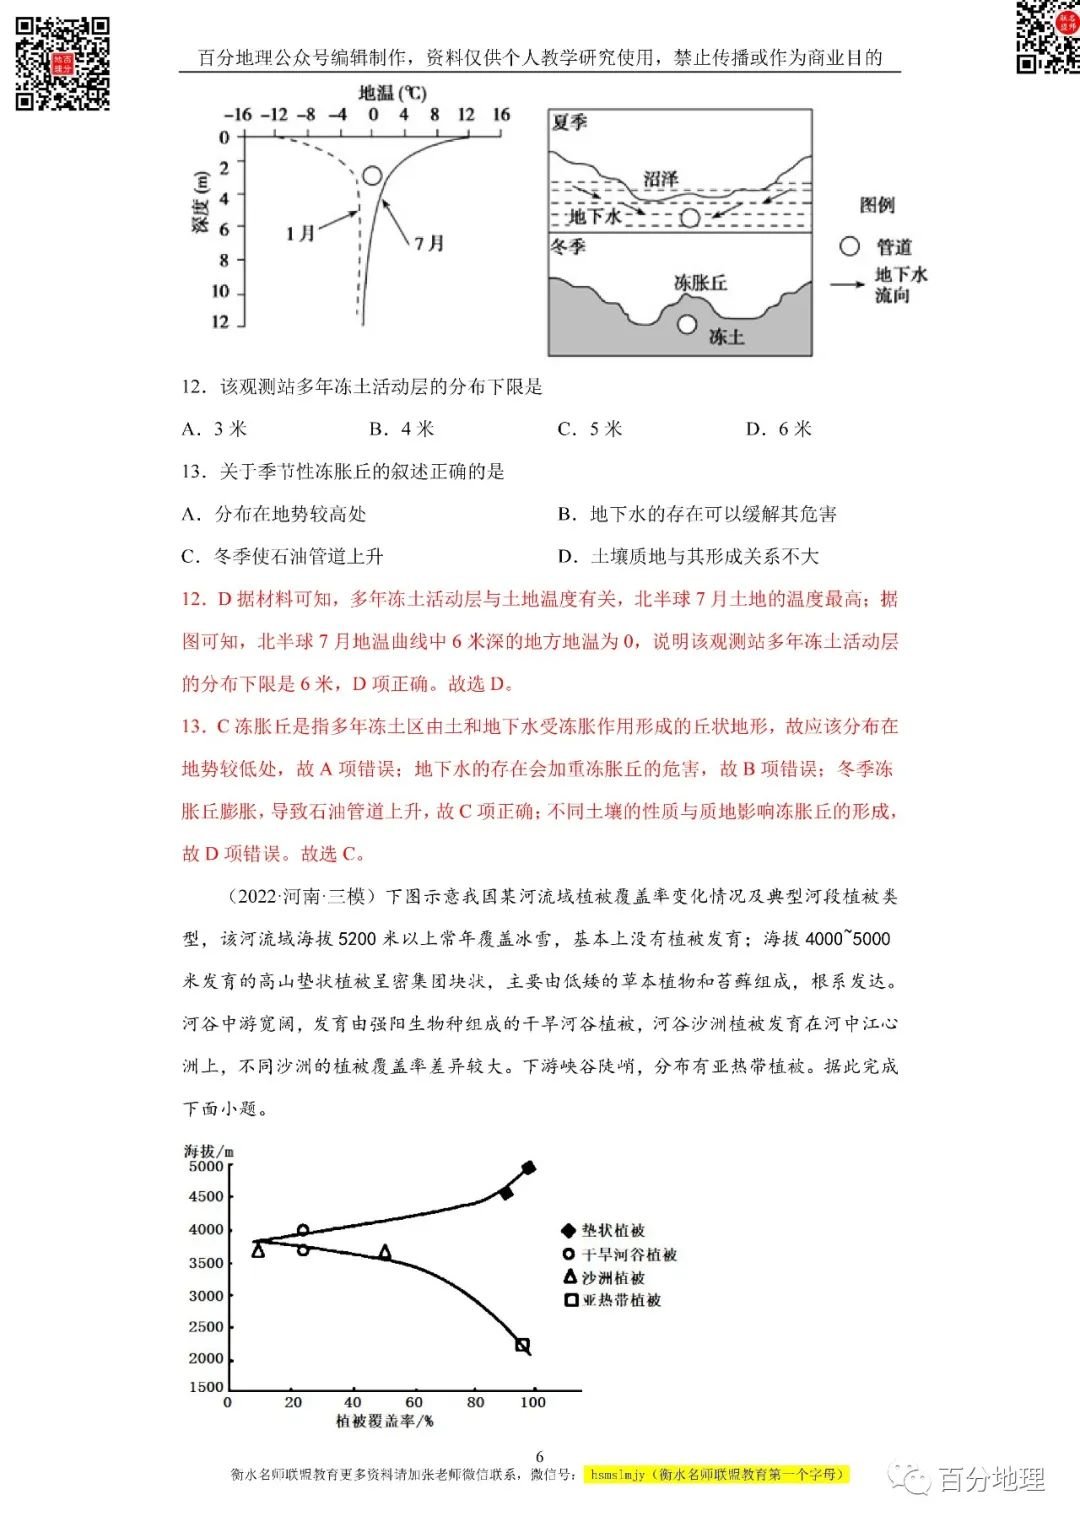 百分地理公众号编辑制作，资料仅供个人教学研究使用，禁止传播或作为商业目的
地温(℃)
-16 -12 -8 -4 0 4 8 12 16
0
2
4
6
8
10
12
深度(m)
1月
7月
夏季
沼泽
地下水
冬季
冻胀丘
冻土
图例
管道
地下水
流向
12．该观测站多年冻土活动层的分布下限是
A．3 米 B．4 米 C．5 米 D．6 米
13．关于季节性冻胀丘的叙述正确的是
A．分布在地势较高处 B．地下水的存在可以缓解其危害
C．冬季使石油管道上升 D．土壤质地与其形成关系不大
12．D 据材料可知，多年冻土活动层与土地温度有关，北半球 7 月土地的温度最高；据
图可知，北半球 7 月地温曲线中 6 米深的地方地温为 0，说明该观测站多年冻土活动层
的分布下限是 6 米，D 项正确。故选 D。
13．C 冻胀丘是指多年冻土区由土和地下水受冻胀作用形成的丘状地形，故应该分布在
地势较低处，故 A 项错误；地下水的存在会加重冻胀丘的危害，故 B 项错误；冬季冻
胀丘膨胀，导致石油管道上升，故 C 项正确；不同土壤的性质与质地影响冻胀丘的形成，
故 D 项错误。故选 C。
（2022·河南·三模）下图示意我国某河流域植被覆盖率变化情况及典型河段植被类
型，该河流域海拔 5200 米以上常年覆盖冰雪，基本上没有植被发育；海拔 4000~5000
米发育的高山垫状植被呈密集团块状，主要由低矮的草本植物和苔藓组成，根系发达。
河谷中游宽阔，发育由强阳生物种组成的干旱河谷植被，河谷沙洲植被发育在河中江心
洲上，不同沙洲的植被覆盖率差异较大。下游峡谷陡峭，分布有亚热带植被。据此完成
下面小题。
海拔/m
5000
4500
4000
3500
3000
2500
2000
1500
0 20 40 60 80 100
植被覆盖率/%
垫状植被
干旱河谷植被
沙洲植被
亚热带植被
6
衡水名师联盟教育更多资料请加张老师微信联系，微信号： hsmslmjy（衡水名师联盟教育第一个字母）
百分地理